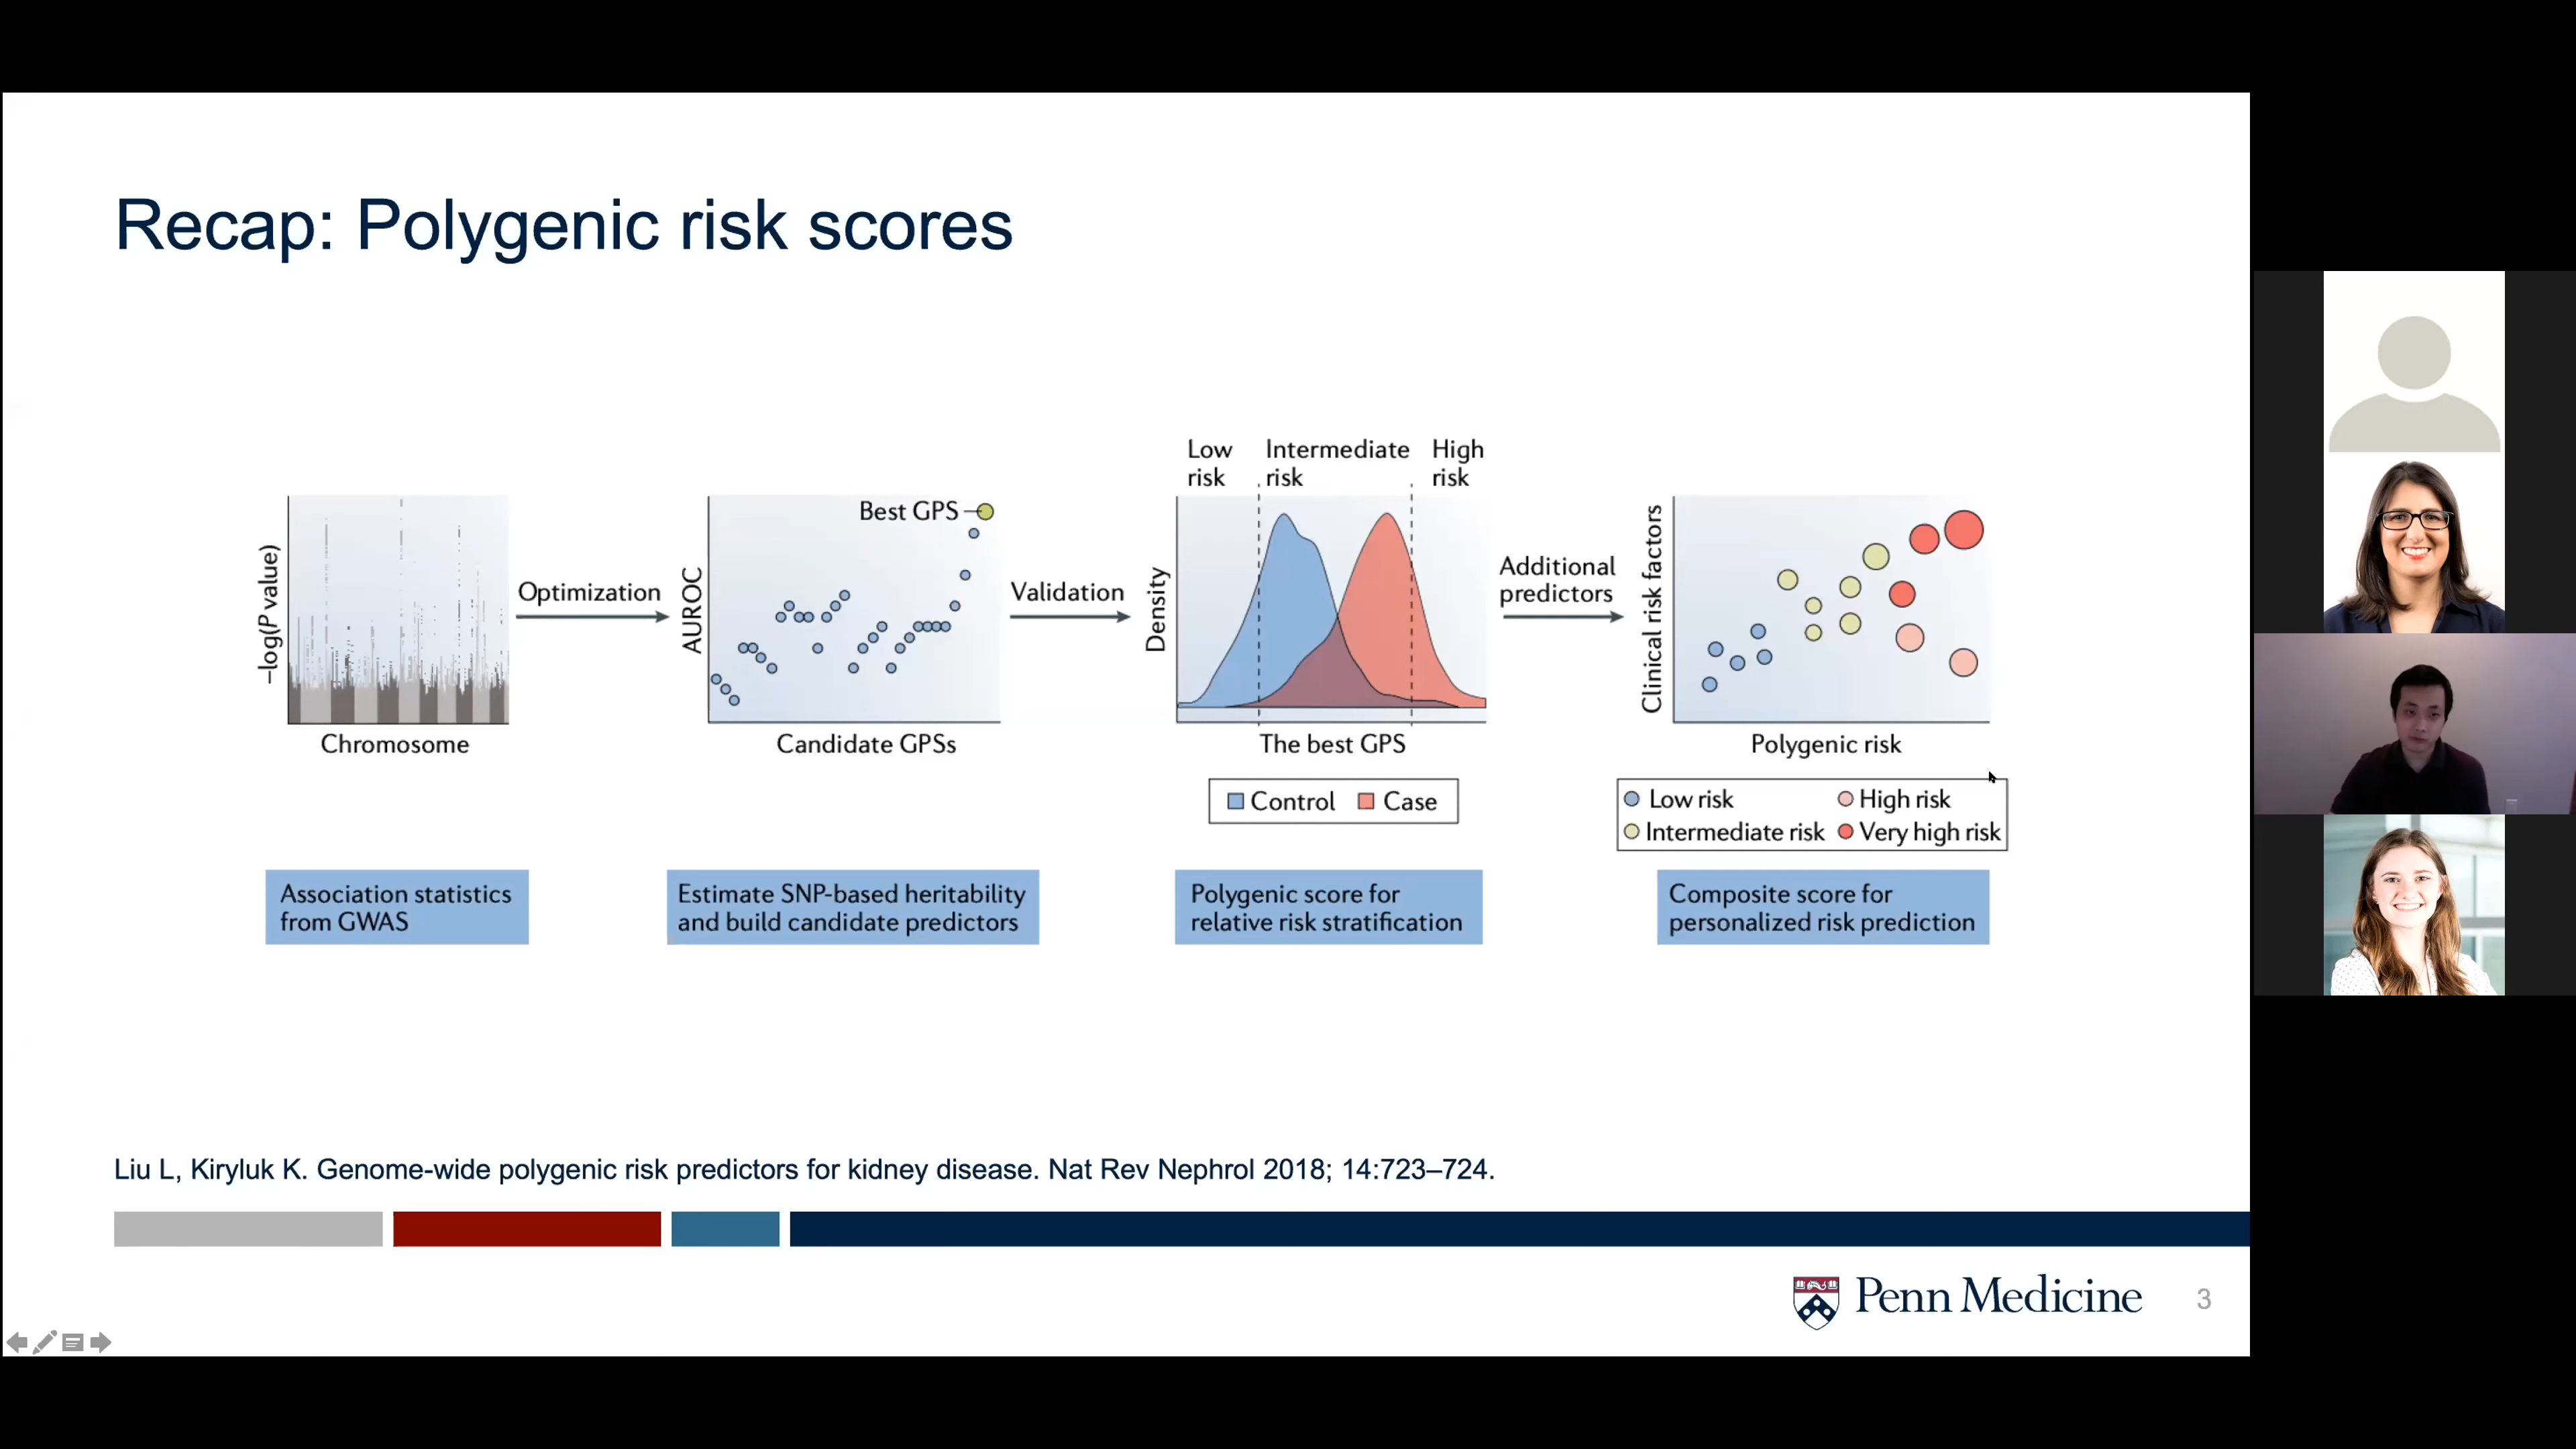 Recap: Polygenic risk scores
–log(P value)
Chromosome
Optimization
AUROC
Best GPS
Candidate GPSs
Validation
Low
risk
Intermediate
risk
High
risk
Density
The best GPS
Control
Case
Additional
predictors
Clinical risk factors
Polygenic risk
Low risk
High risk
Intermediate risk
Very high risk
Association statistics
from GWAS
Estimate SNP-based heritability
and build candidate predictors
Polygenic score for
relative risk stratification
Composite score for
personalized risk prediction
Liu L, Kiryluk K. Genome-wide polygenic risk predictors for kidney disease. Nat Rev Nephrol 2018; 14:723–724.
Penn Medicine
3